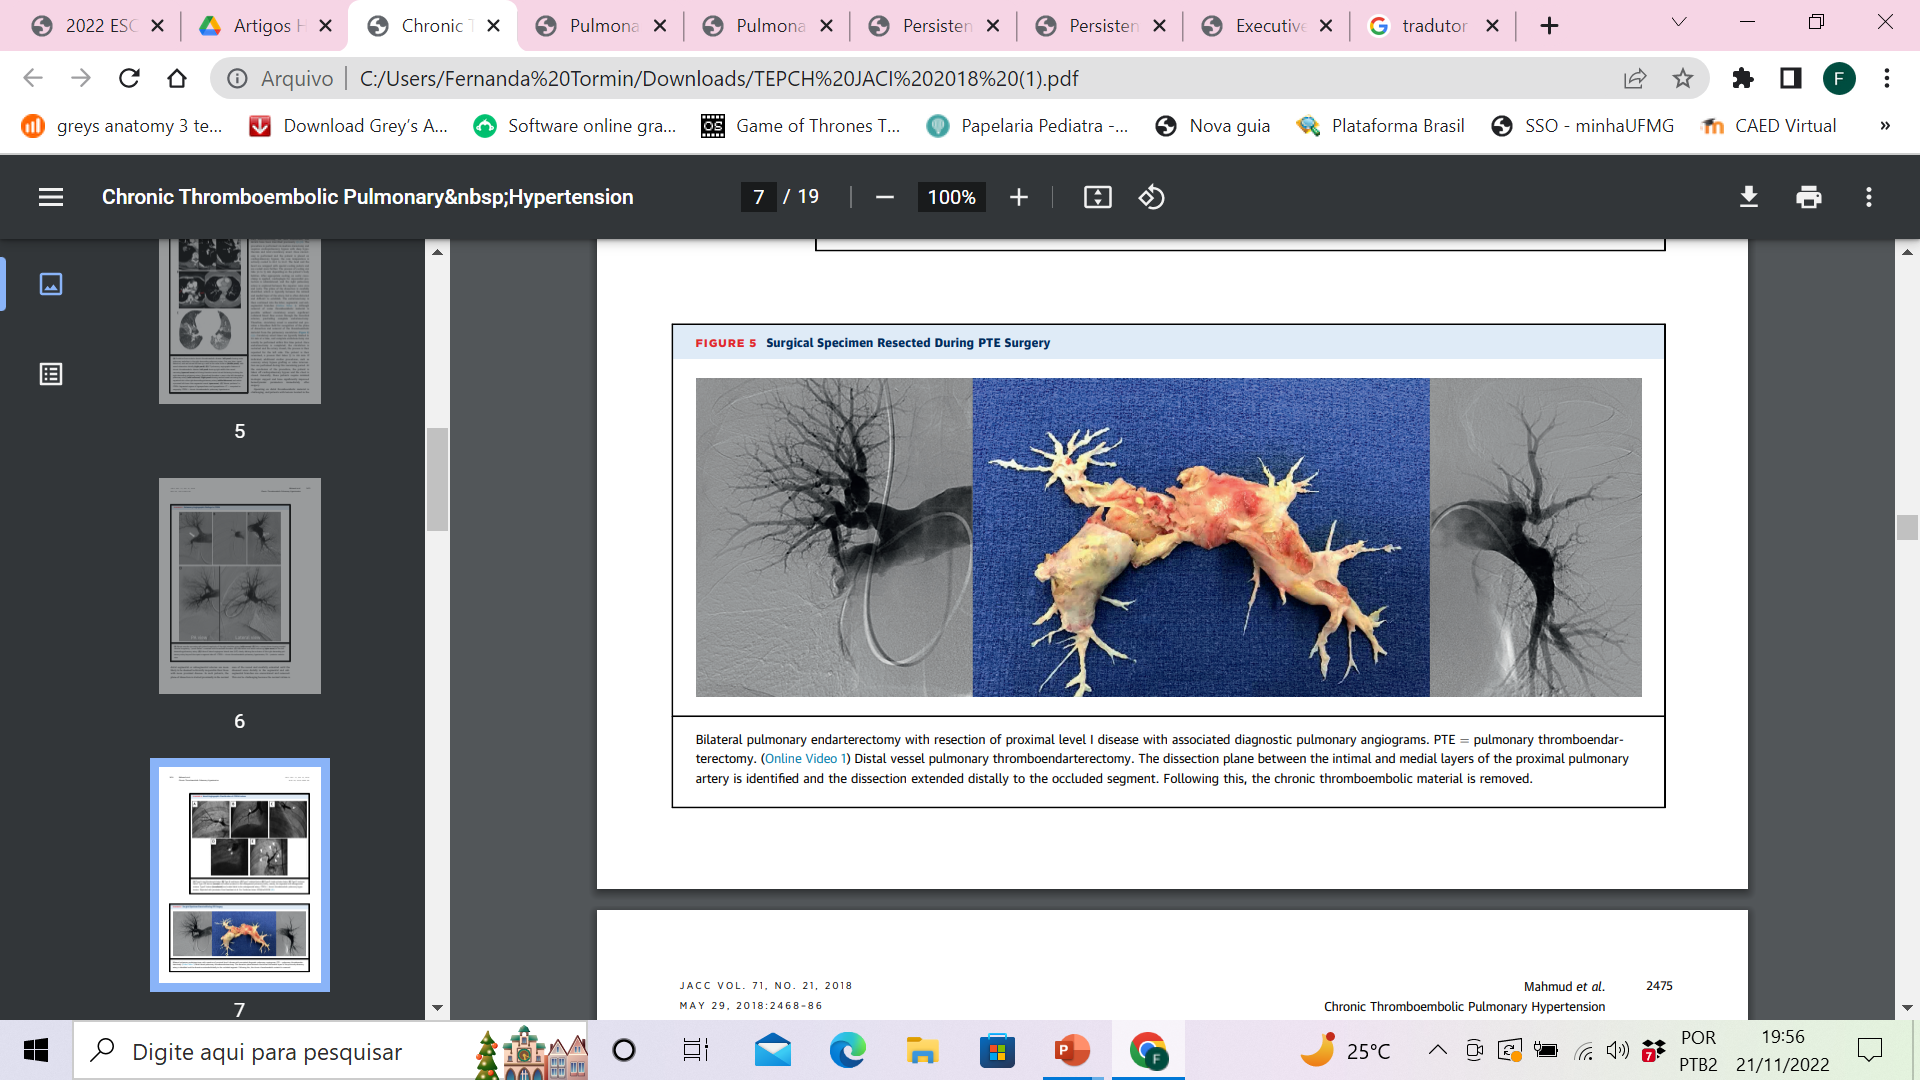 2022 ESC
Artigos H
Chronic T
Pulmona
Pulmona
Persisten
Persisten
Executive
tradutor
Arquivo
C:/Users/Fernanda%20Tormin/Downloads/TEPCH%20JACI%202018%20(1).pdf
F
greys anatomy 3 te...
Download Grey's A...
Software online gra...
Game of Thrones T...
Papelaria Pediatra -...
Nova guia
Plataforma Brasil
SSO - minhaUFMG
CAED Virtual
»
Chronic Thromboembolic Pulmonary&nbsp;Hypertension
7 / 19
100%
5
6
7
FIGURE 5 Surgical Specimen Resected During PTE Surgery
Bilateral pulmonary endarterectomy with resection of proximal level I disease with associated diagnostic pulmonary angiograms. PTE = pulmonary thromboendar-
terectomy. (Online Video 1) Distal vessel pulmonary thromboendarterectomy. The dissection plane between the intimal and medial layers of the proximal pulmonary
artery is identified and the dissection extended distally to the occluded segment. Following this, the chronic thromboembolic material is removed.
JACC VOL. 71, NO. 21, 2018
MAY 29, 2018:2468–86
Mahmud et al.
2475
Chronic Thromboembolic Pulmonary Hypertension
Digite aqui para pesquisar
25°C
POR
PTB2
19:56
21/11/2022